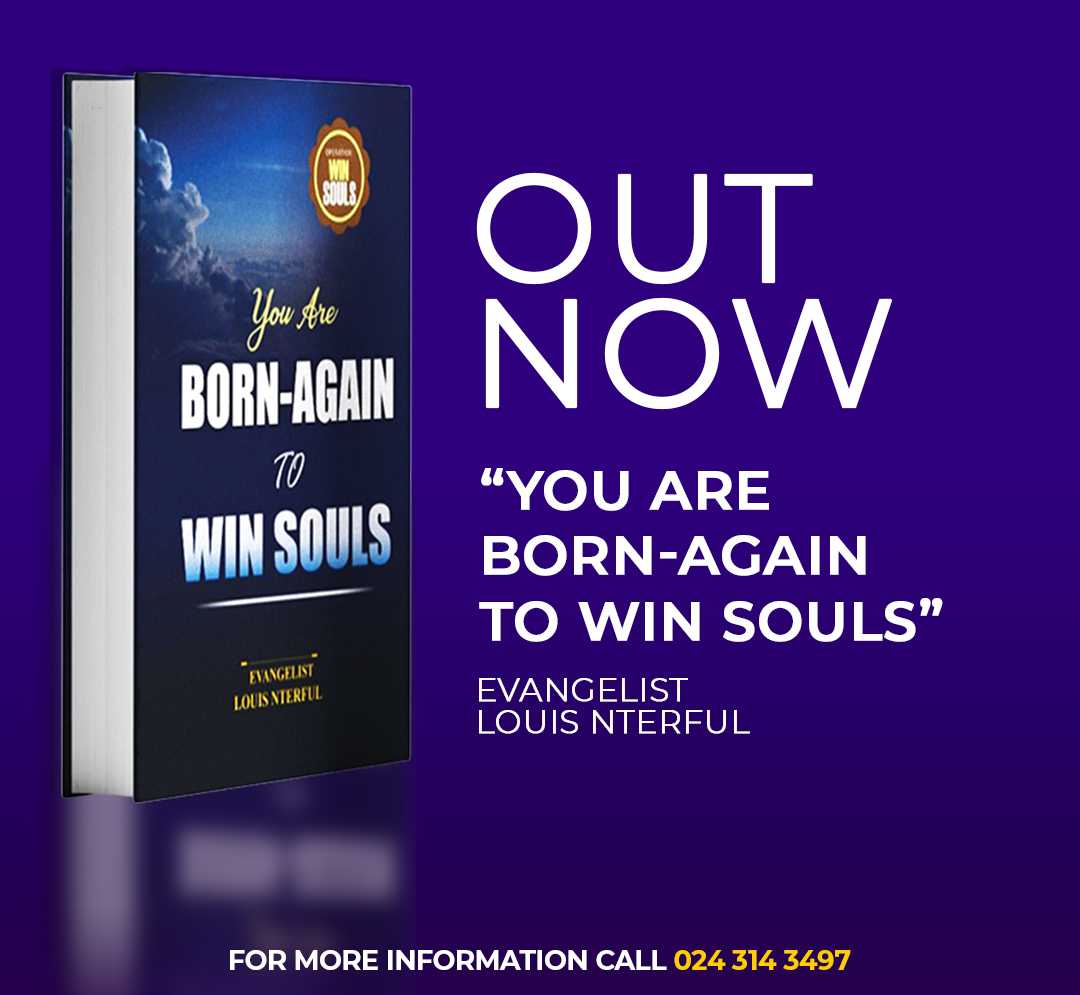 OPERATION
WIN
SOULS
You Are
BORN-AGAIN
TO
WIN SOULS
EVANGELIST
LOUIS NTERFUL
OUT
NOW
“YOU ARE
BORN-AGAIN
TO WIN SOULS”
EVANGELIST
LOUIS NTERFUL
FOR MORE INFORMATION CALL 024 314 3497